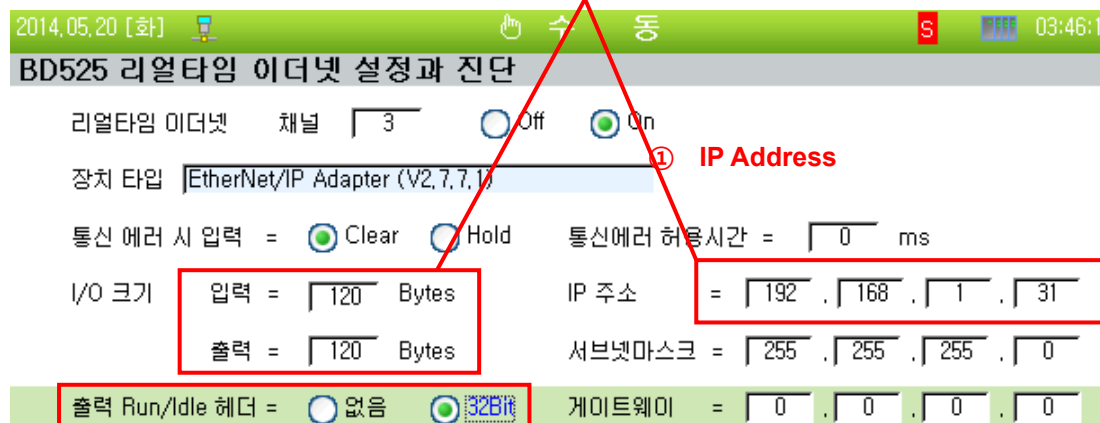 2014,05,20 [화] 수 동 S 03:46:1
BD525 리얼타임 이더넷 설정과 진단
리얼타임 이더넷 채널 3 Off On
① IP Address
장치 타입 EtherNet/IP Adapter (V2,7,7,1)
통신 에러 시 입력 = Clear Hold 통신에러 허용시간 = 0 ms
I/O 크기 입력 = 120 Bytes IP 주소 = 192 . 168 . 1 . 31
출력 = 120 Bytes 서브넷마스크 = 255 . 255 . 255 . 0
출력 Run/Idle 헤더 = 없음 32Bit 게이트웨이 = 0 . 0 . 0 . 0